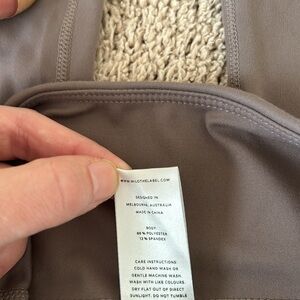 WWW.MILOTHELABEL.COM
DESIGNED IN
MELBOURNE, AUSTRALIA
MADE IN CHINA
BODY:
88 % POLYESTER
12 % SPANDEX
CARE INSTRUCTIONS:
COLD HAND WASH OR
GENTLE MACHINE WASH.
WASH WITH LIKE COLOURS.
DRY FLAT OUT OF DIRECT
SUNLIGHT. DO NOT TUMBLE